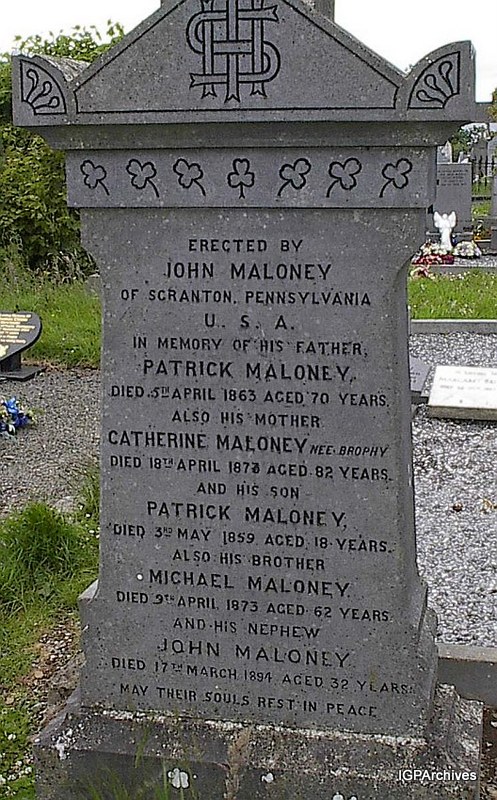 IHS
ERECTED BY
JOHN MALONEY
OF SCRANTON, PENNSYLVANIA
U. S. A.
IN MEMORY OF HIS FATHER,
PATRICK MALONEY,
DIED 5TH APRIL 1863 AGED 70 YEARS.
ALSO HIS MOTHER
CATHERINE MALONEY NEE BROPHY
DIED 18TH APRIL 1873 AGED 82 YEARS.
AND HIS SON
PATRICK MALONEY,
DIED 3RD MAY 1859 AGED 18 YEARS.
ALSO HIS BROTHER
MICHAEL MALONEY
DIED 9TH APRIL 1873 AGED 62 YEARS
AND HIS NEPHEW
JOHN MALONEY
DIED 17TH MARCH 1894 AGED 32 YEARS.
MAY THEIR SOULS REST IN PEACE
IGPArchives